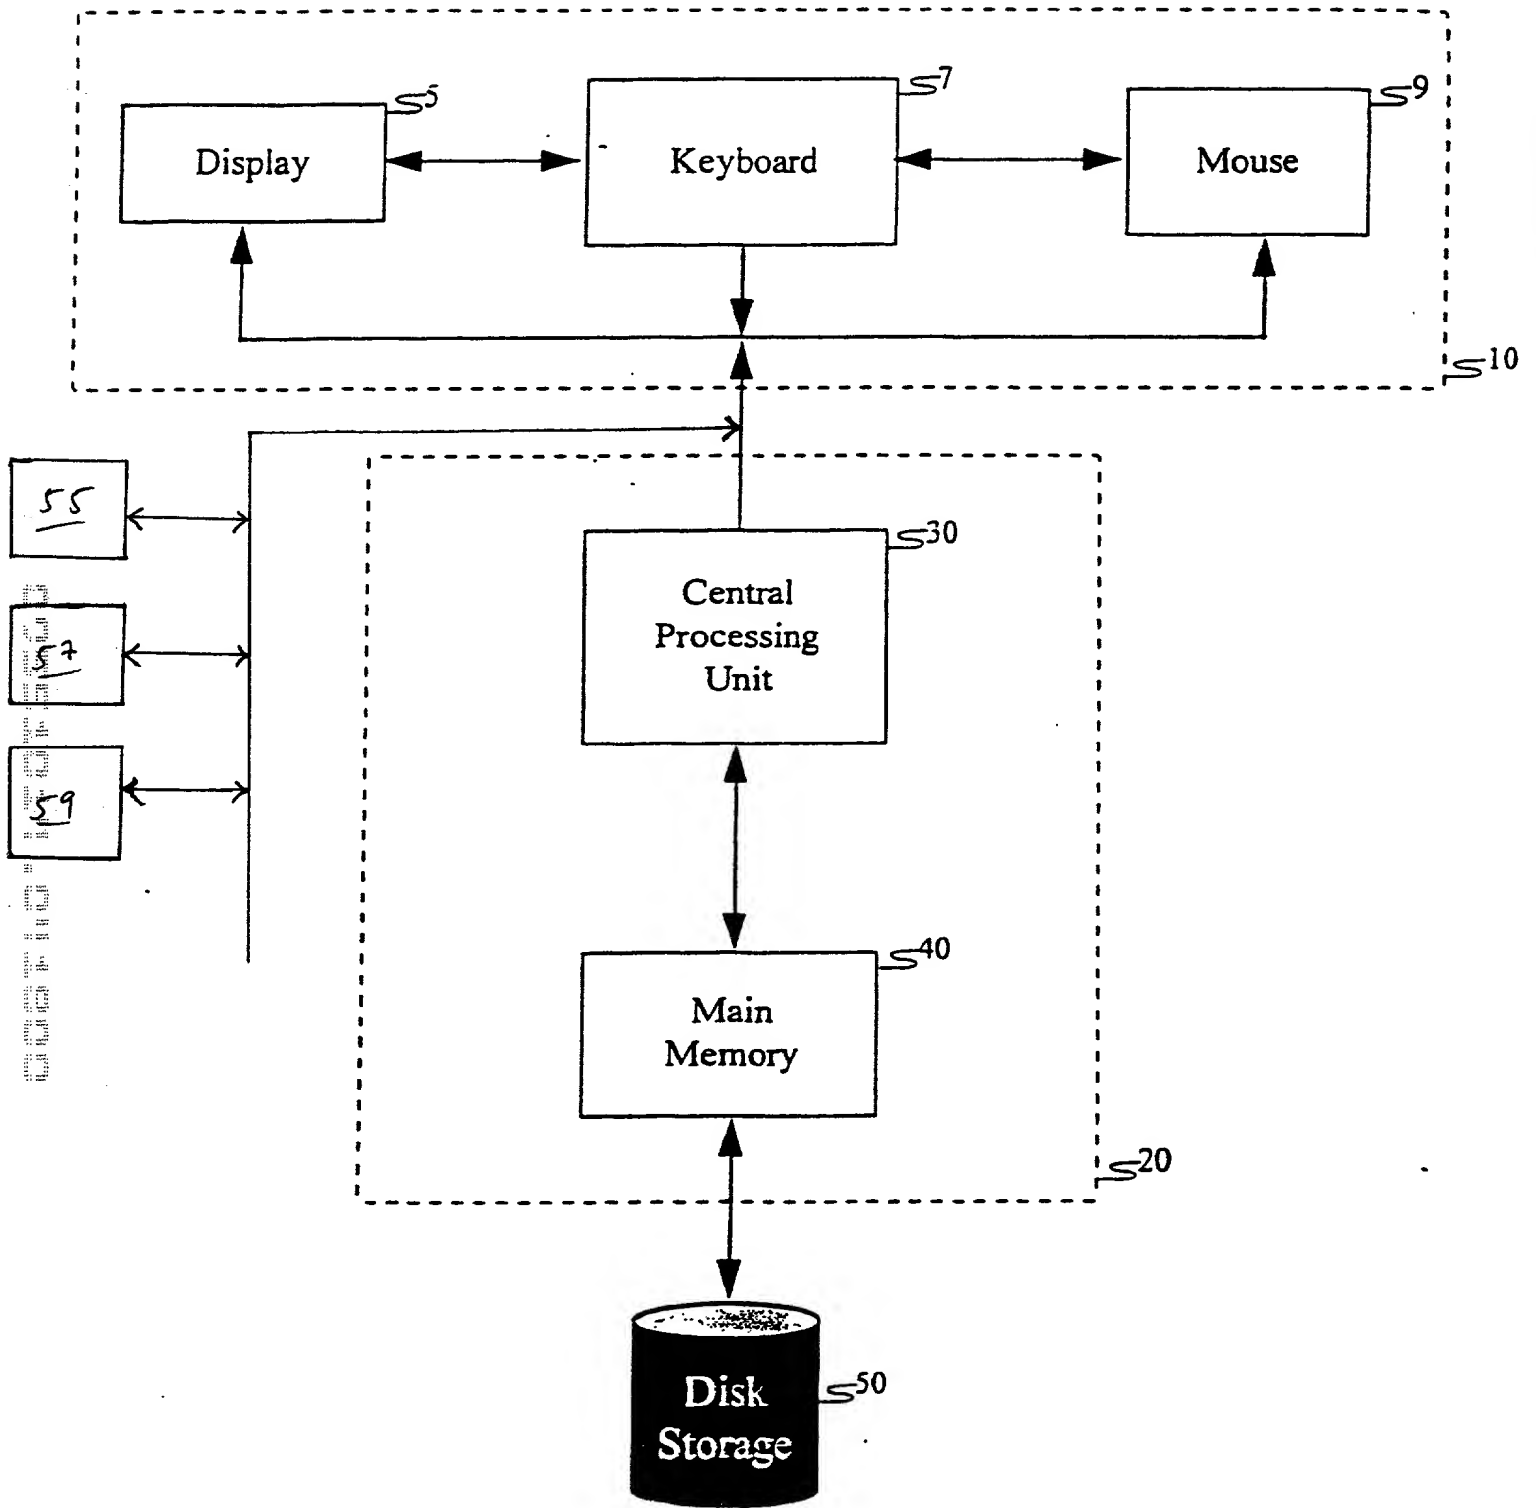 5
7
9
Display
Keyboard
Mouse
10
55
30
Central
Processing
Unit
57
59
40
Main
Memory
20
50
Disk
Storage